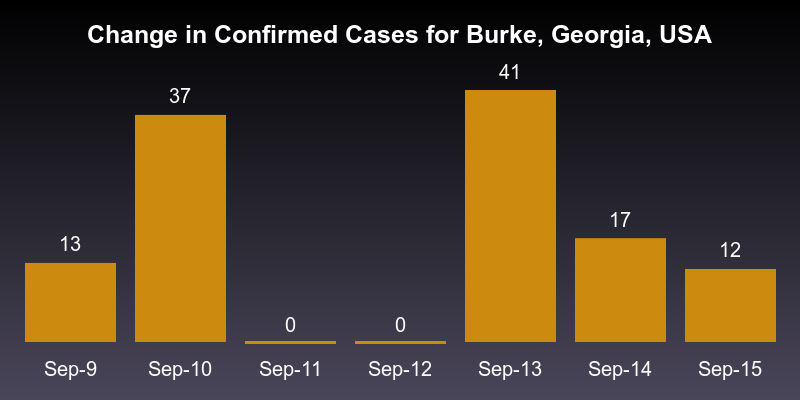 Change in Confirmed Cases for Burke, Georgia, USA
13 37 0 0 41 17 12
Sep-9 Sep-10 Sep-11 Sep-12 Sep-13 Sep-14 Sep-15